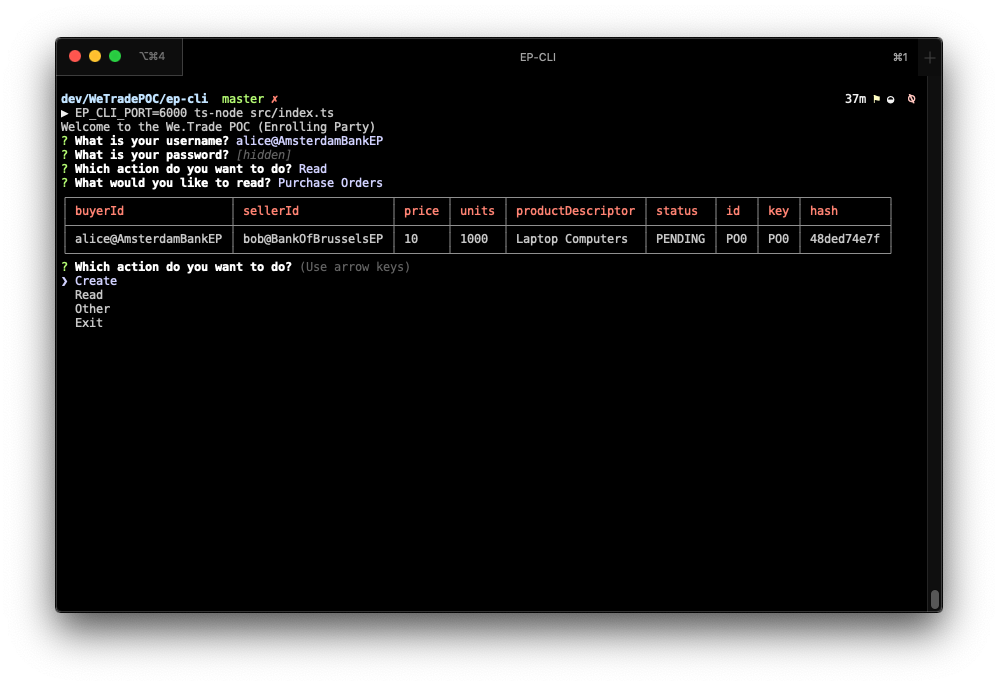 ⌥⌘4 EP-CLI ⌘1
dev/WeTradePOC/ep-cli master ✗ 37m
▶ EP_CLI_PORT=6000 ts-node src/index.ts
Welcome to the We.Trade POC (Enrolling Party)
? What is your username? alice@AmsterdamBankEP
? What is your password? [hidden]
? Which action do you want to do? Read
? What would you like to read? Purchase Orders
buyerId sellerId price units productDescriptor status id key hash
alice@AmsterdamBankEP bob@BankOfBrusselsEP 10 1000 Laptop Computers PENDING PO0 PO0 48ded74e7f
? Which action do you want to do? (Use arrow keys)
❯ Create
Read
Other
Exit